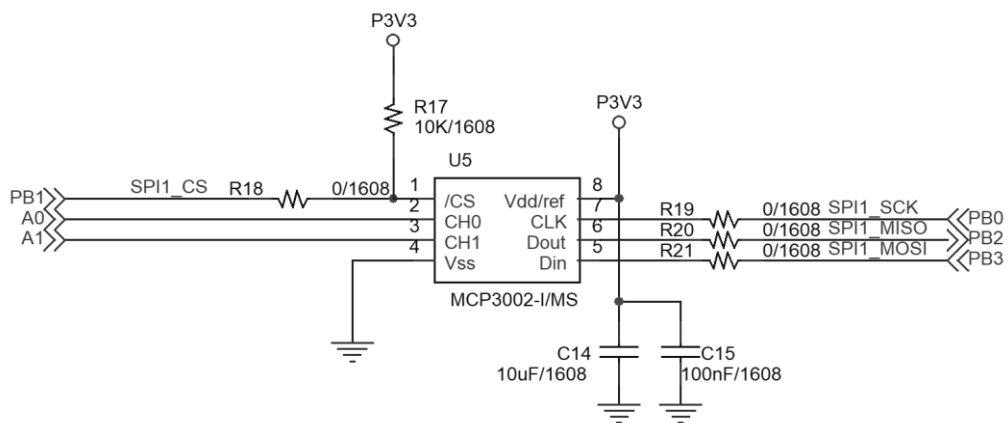 P3V3
R17
10K/1608
P3V3
U5
PB1 SPI1_CS R18 0/1608 1 /CS Vdd/ref 8
A0 2 CH0 CLK 7 R19 0/1608 SPI1_SCK PB0
A1 3 CH1 Dout 6 R20 0/1608 SPI1_MISO PB2
4 Vss Din 5 R21 0/1608 SPI1_MOSI PB3
MCP3002-I/MS
C14 C15
10uF/1608 100nF/1608